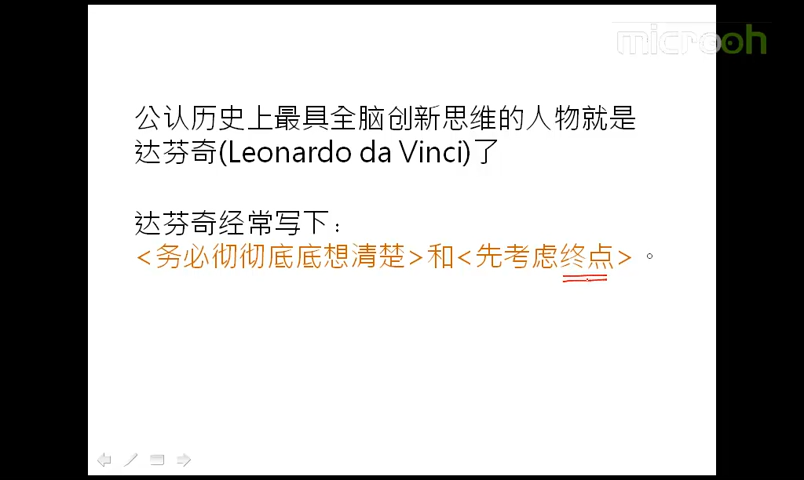 microoh
公认历史上最具全脑创新思维的人物就是
达芬奇(Leonardo da Vinci)了
达芬奇经常写下：
<务必彻彻底底想清楚>和<先考虑终点>。